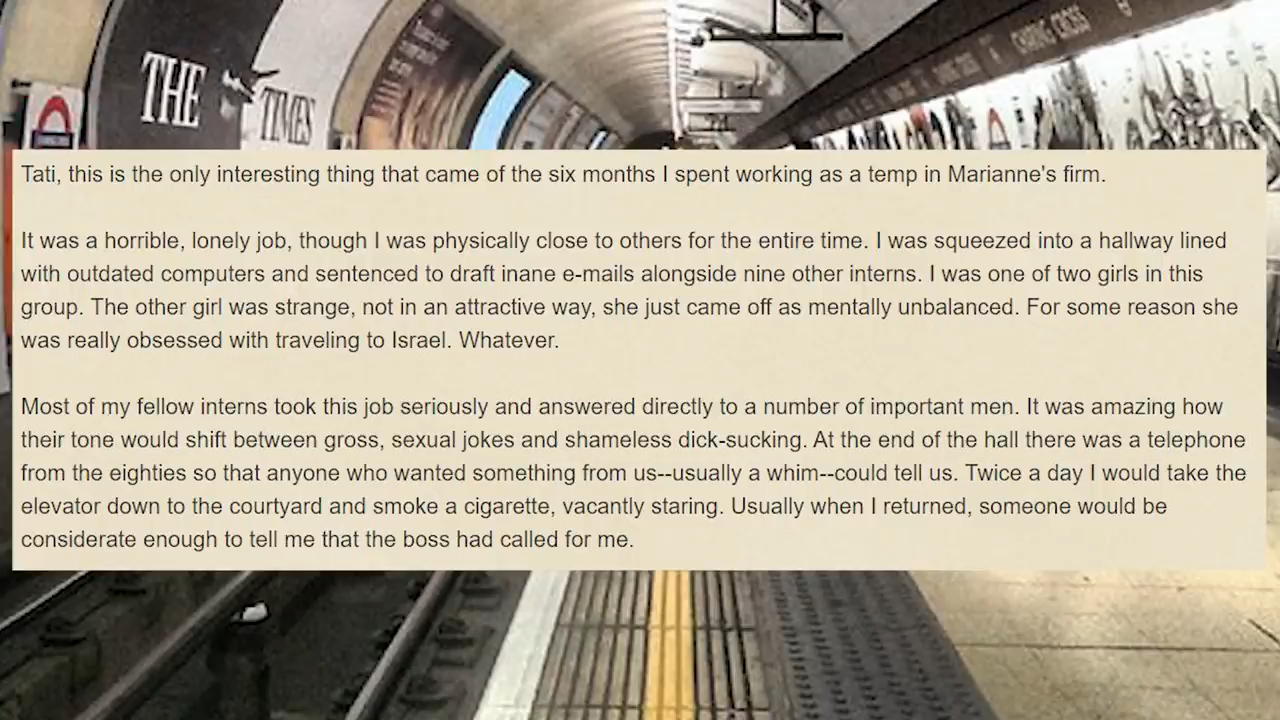 THE
TIMES
CHARING CROSS
Tati, this is the only interesting thing that came of the six months I spent working as a temp in Marianne's firm.
It was a horrible, lonely job, though I was physically close to others for the entire time. I was squeezed into a hallway lined
with outdated computers and sentenced to draft inane e-mails alongside nine other interns. I was one of two girls in this
group. The other girl was strange, not in an attractive way, she just came off as mentally unbalanced. For some reason she
was really obsessed with traveling to Israel. Whatever.
Most of my fellow interns took this job seriously and answered directly to a number of important men. It was amazing how
their tone would shift between gross, sexual jokes and shameless dick-sucking. At the end of the hall there was a telephone
from the eighties so that anyone who wanted something from us--usually a whim--could tell us. Twice a day I would take the
elevator down to the courtyard and smoke a cigarette, vacantly staring. Usually when I returned, someone would be
considerate enough to tell me that the boss had called for me.